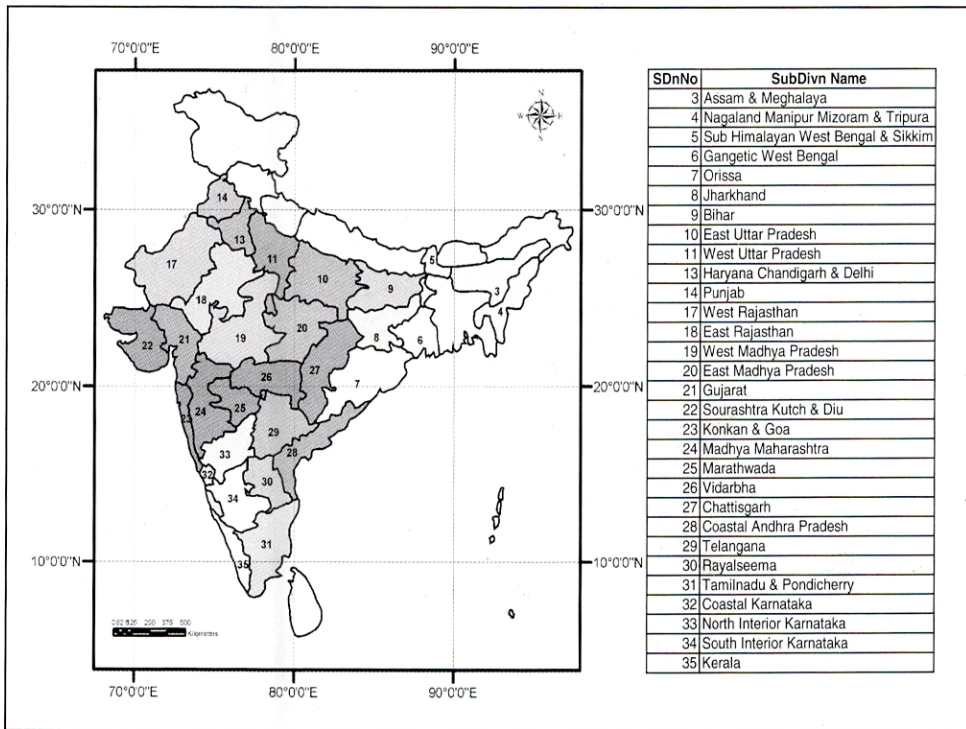 70°0'0"E 80°0'0"E 90°0'0"E
N
W E
S
30°0'0"N 30°0'0"N
20°0'0"N 20°0'0"N
10°0'0"N 10°0'0"N
14
13
11
17
10
5
9
3
18
4
20
22
21
19
8
6
26
27
7
23
24
25
29
33
28
32
30
34
31
35
Kilometers
70°0'0"E 80°0'0"E 90°0'0"E
SDnNo SubDivn Name
3 Assam & Meghalaya
4 Nagaland Manipur Mizoram & Tripura
5 Sub Himalayan West Bengal & Sikkim
6 Gangetic West Bengal
7 Orissa
8 Jharkhand
9 Bihar
10 East Uttar Pradesh
11 West Uttar Pradesh
13 Haryana Chandigarh & Delhi
14 Punjab
17 West Rajasthan
18 East Rajasthan
19 West Madhya Pradesh
20 East Madhya Pradesh
21 Gujarat
22 Sourashtra Kutch & Diu
23 Konkan & Goa
24 Madhya Maharashtra
25 Marathwada
26 Vidarbha
27 Chattisgarh
28 Coastal Andhra Pradesh
29 Telangana
30 Rayalseema
31 Tamilnadu & Pondicherry
32 Coastal Karnataka
33 North Interior Karnataka
34 South Interior Karnataka
35 Kerala